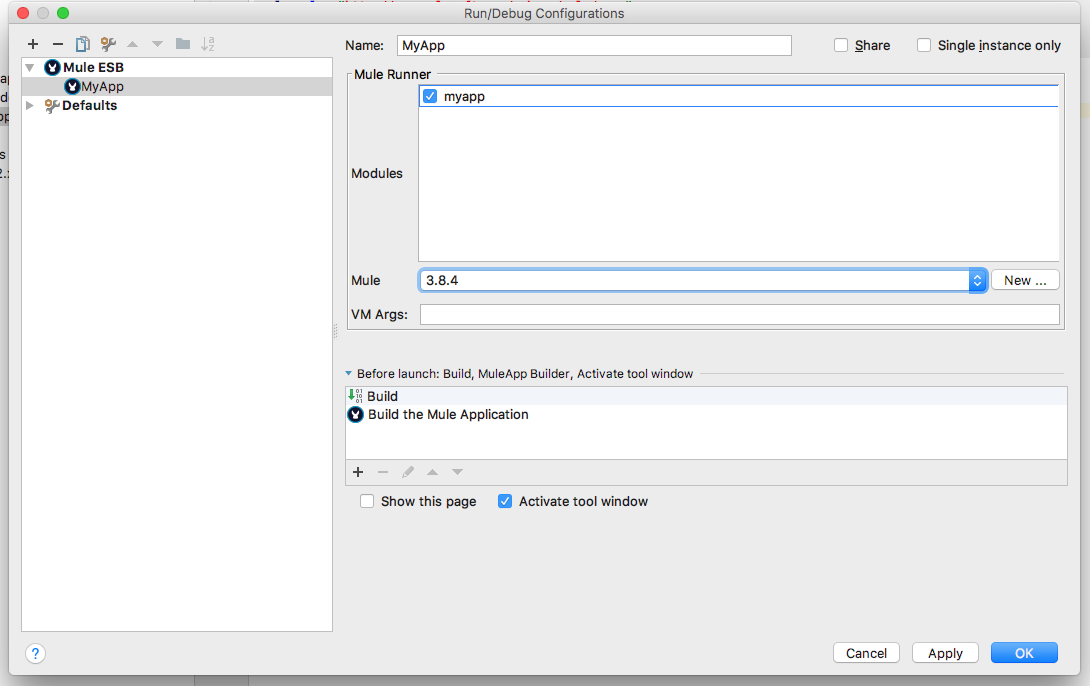 Run/Debug Configurations
Name: MyApp Share Single instance only
Mule ESB
MyApp
Defaults
Mule Runner
myapp
Modules
Mule 3.8.4 New ...
VM Args:
Before launch: Build, MuleApp Builder, Activate tool window
Build
Build the Mule Application
Show this page Activate tool window
? Cancel Apply OK